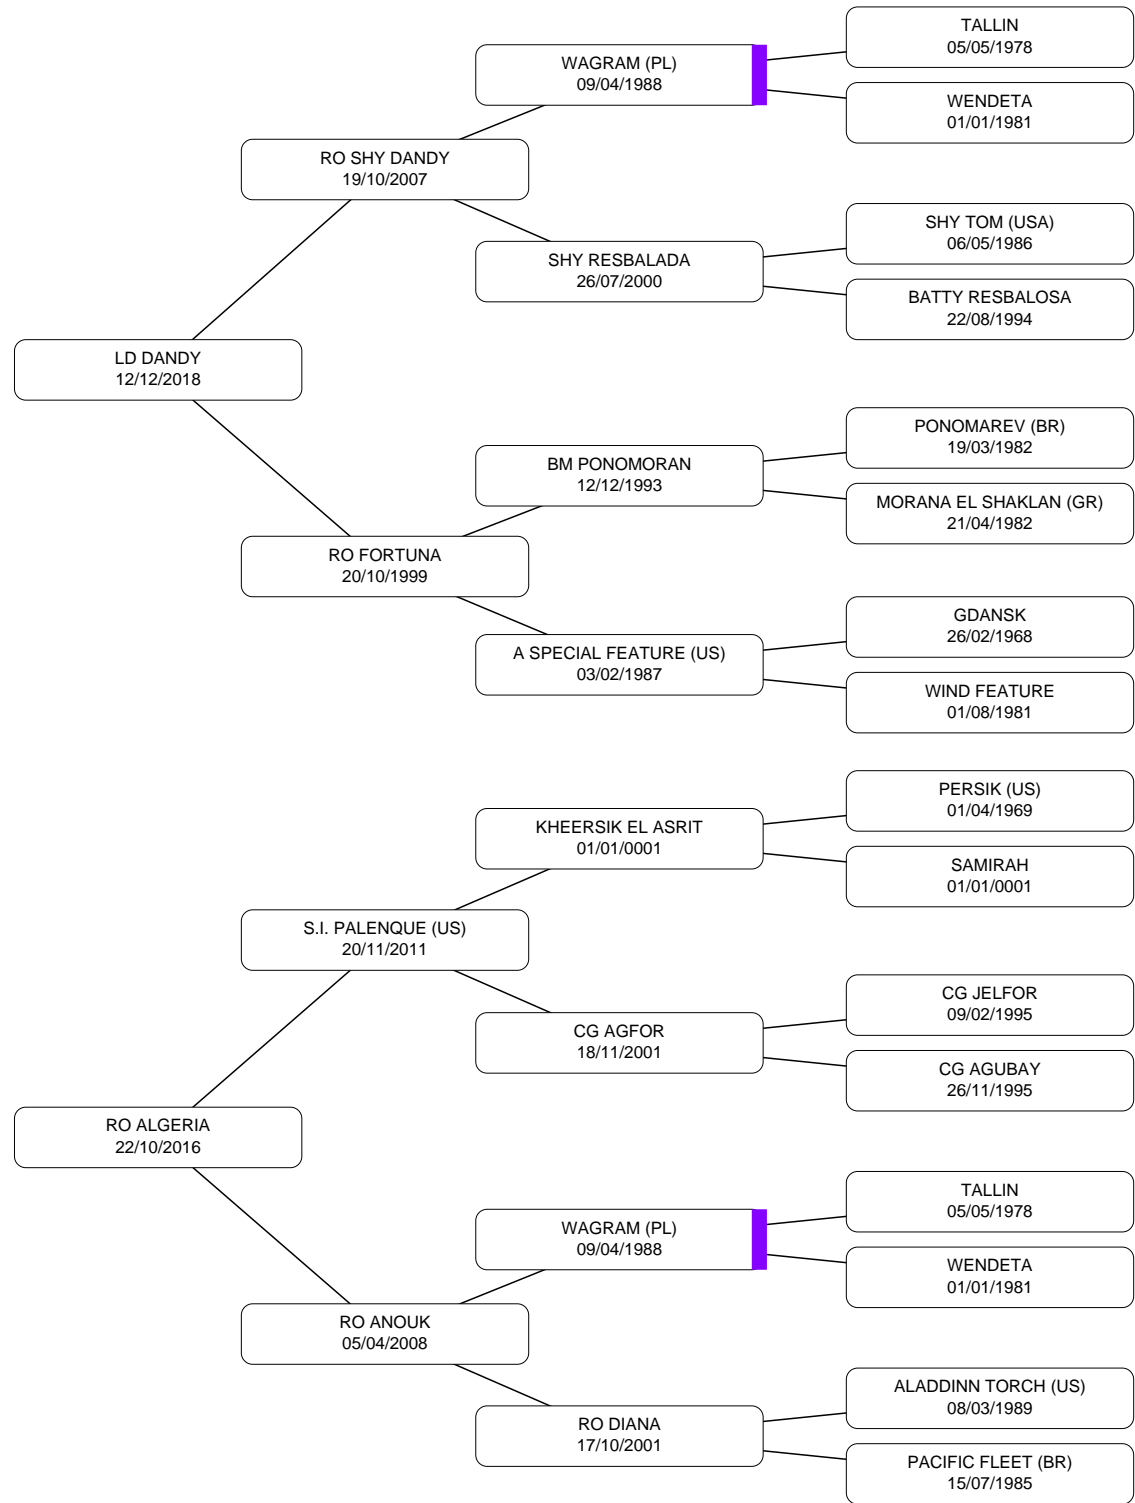 TALLIN
05/05/1978
WAGRAM (PL)
09/04/1988
WENDETA
01/01/1981
RO SHY DANDY
19/10/2007
SHY TOM (USA)
06/05/1986
SHY RESBALADA
26/07/2000
BATTY RESBALOSA
22/08/1994
LD DANDY
12/12/2018
PONOMAREV (BR)
19/03/1982
BM PONOMORAN
12/12/1993
MORANA EL SHAKLAN (GR)
21/04/1982
RO FORTUNA
20/10/1999
GDANSK
26/02/1968
A SPECIAL FEATURE (US)
03/02/1987
WIND FEATURE
01/08/1981
PERSIK (US)
01/04/1969
KHEERSIK EL ASRIT
01/01/0001
SAMIRAH
01/01/0001
S.I. PALENQUE (US)
20/11/2011
CG JELFOR
09/02/1995
CG AGFOR
18/11/2001
CG AGUBAY
26/11/1995
RO ALGERIA
22/10/2016
TALLIN
05/05/1978
WAGRAM (PL)
09/04/1988
WENDETA
01/01/1981
RO ANOUK
05/04/2008
ALADDINN TORCH (US)
08/03/1989
RO DIANA
17/10/2001
PACIFIC FLEET (BR)
15/07/1985